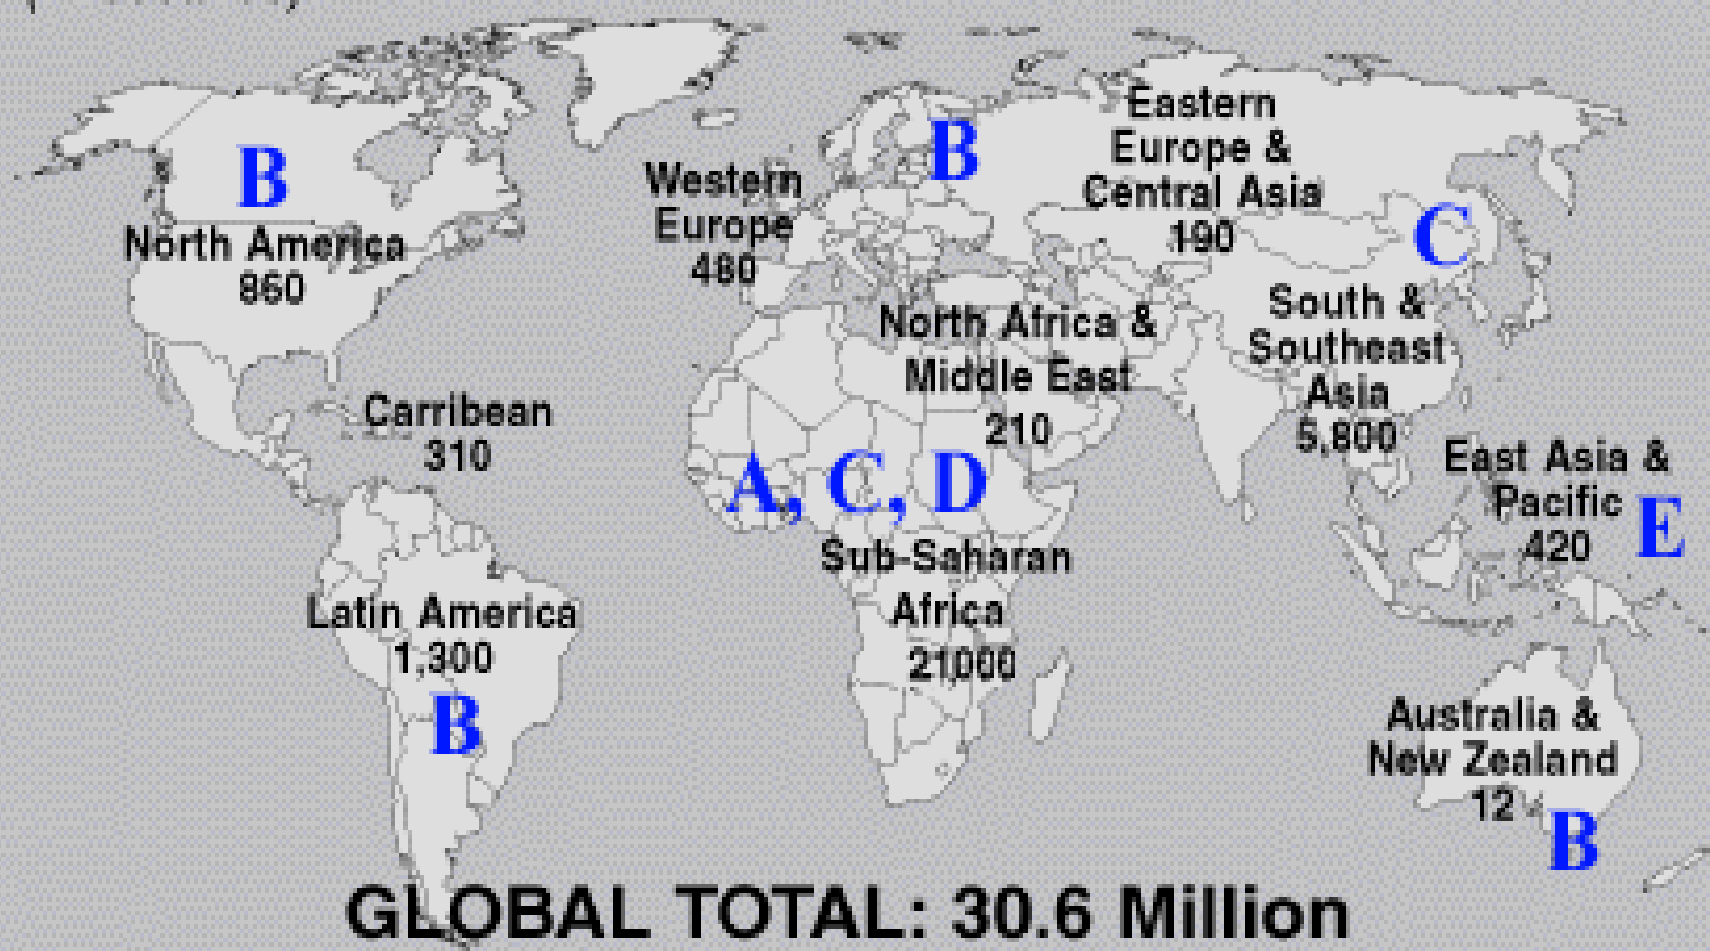 B
North America
860
Carribean
310
Latin America
1,300
B
Western
Europe
480
B
Eastern
Europe &
Central Asia
190
C
North Africa &
Middle East
210
A, C, D
Sub-Saharan
Africa
21000
South &
Southeast
Asia
5,800
East Asia &
Pacific
420
E
Australia &
New Zealand
12
B
GLOBAL TOTAL: 30.6 Million